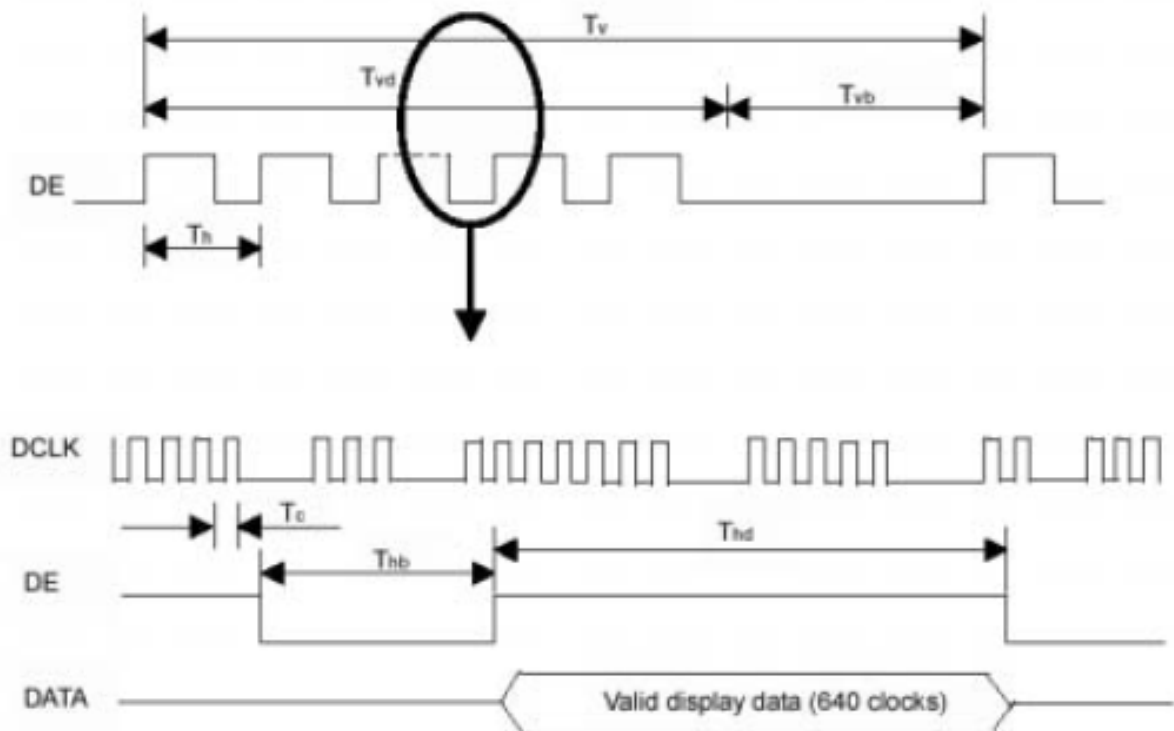 Tv
Tvd
Tvb
DE
Th
DCLK
Tc
Thd
Thb
DE
DATA
Valid display data (640 clocks)